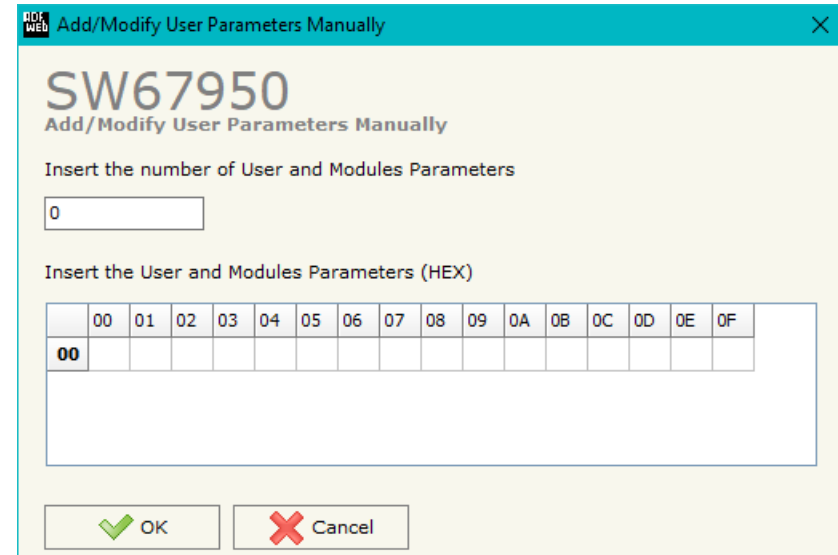 ADF WEB Add/Modify User Parameters Manually
SW67950
Add/Modify User Parameters Manually
Insert the number of User and Modules Parameters
0
Insert the User and Modules Parameters (HEX)
00 01 02 03 04 05 06 07 08 09 0A 0B 0C 0D 0E 0F
00
OK Cancel